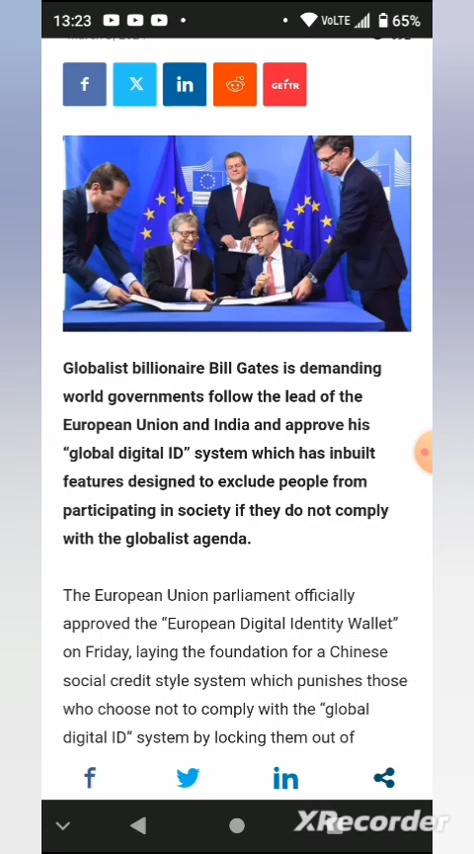 13:23 VoLTE 65%
f X in GETTR
Globalist billionaire Bill Gates is demanding
world governments follow the lead of the
European Union and India and approve his
“global digital ID” system which has inbuilt
features designed to exclude people from
participating in society if they do not comply
with the globalist agenda.
The European Union parliament officially
approved the “European Digital Identity Wallet”
on Friday, laying the foundation for a Chinese
social credit style system which punishes those
who choose not to comply with the “global
digital ID” system by locking them out of
f in
XRecorder